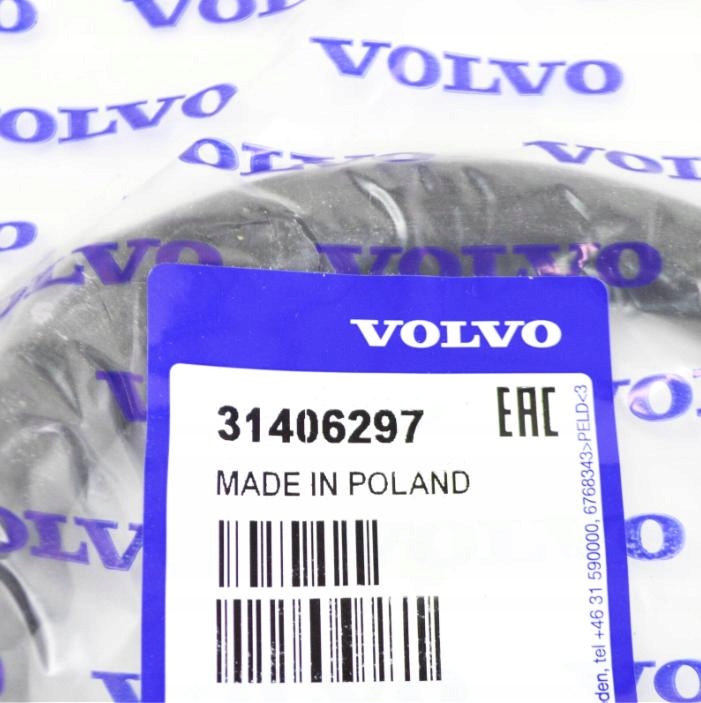 VOLVO
VOLVO
VOLVO
VOLVO
VOLVO
31406297
EAC
MADE IN POLAND
den, tel +46 31 590000, 6768343>PELD<3